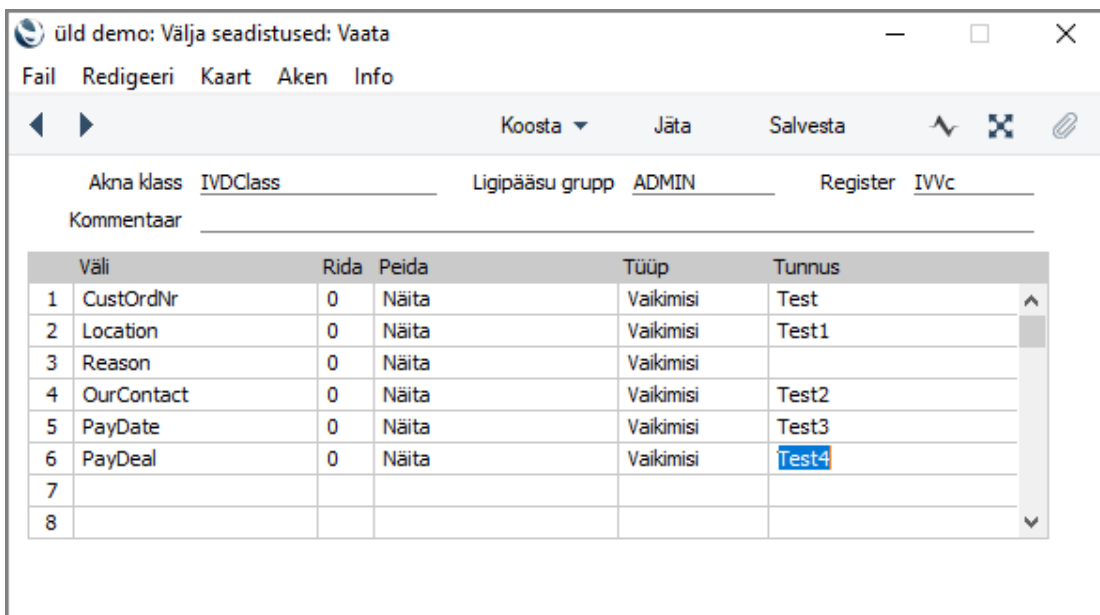 üld demo: Välja seadistused: Vaata
Fail Redigeeri Kaart Aken Info
Koosta Jäta Salvesta
Akna klass IVDClass Ligipääsu grupp ADMIN Register IVVc
Kommentaar
Väli Rida Peida Tüüp Tunnus
1 CustOrdNr 0 Näita Vaikimisi Test
2 Location 0 Näita Vaikimisi Test1
3 Reason 0 Näita Vaikimisi
4 OurContact 0 Näita Vaikimisi Test2
5 PayDate 0 Näita Vaikimisi Test3
6 PayDeal 0 Näita Vaikimisi Test4
7
8